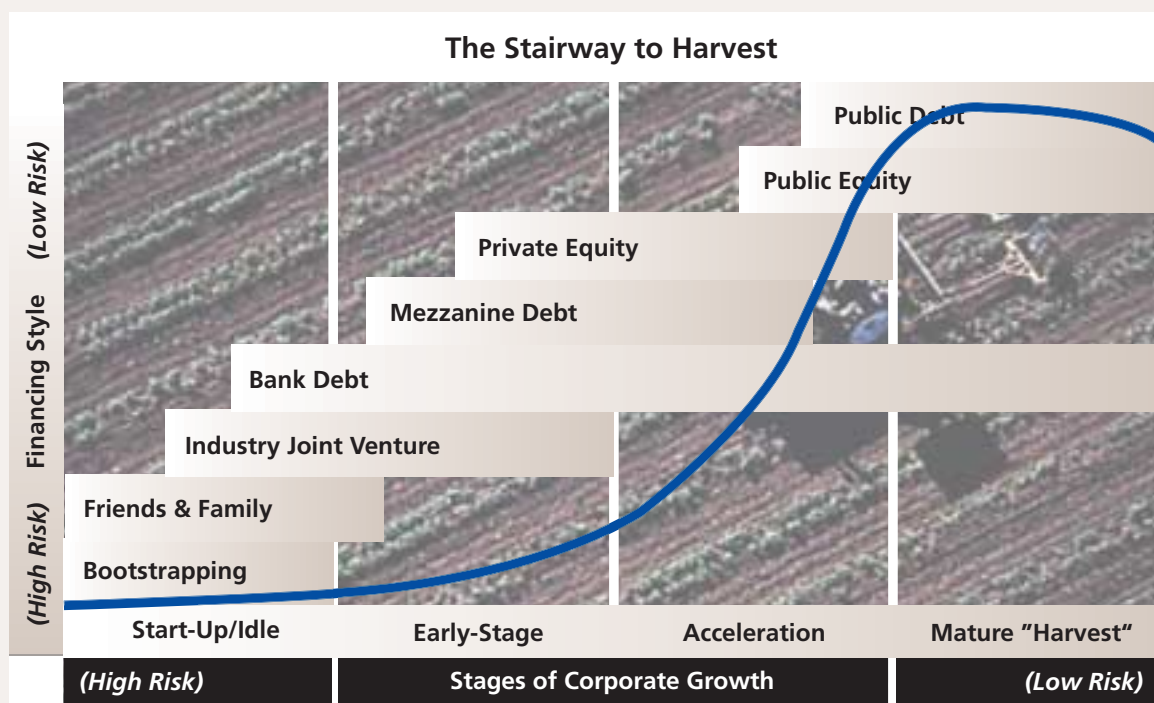 The Stairway to Harvest
Public Debt
Public Equity
Private Equity
Mezzanine Debt
Bank Debt
Industry Joint Venture
Friends & Family
Bootstrapping
(High Risk) Financing Style (Low Risk)
Start-Up/Idle Early-Stage Acceleration Mature "Harvest"
(High Risk) Stages of Corporate Growth (Low Risk)